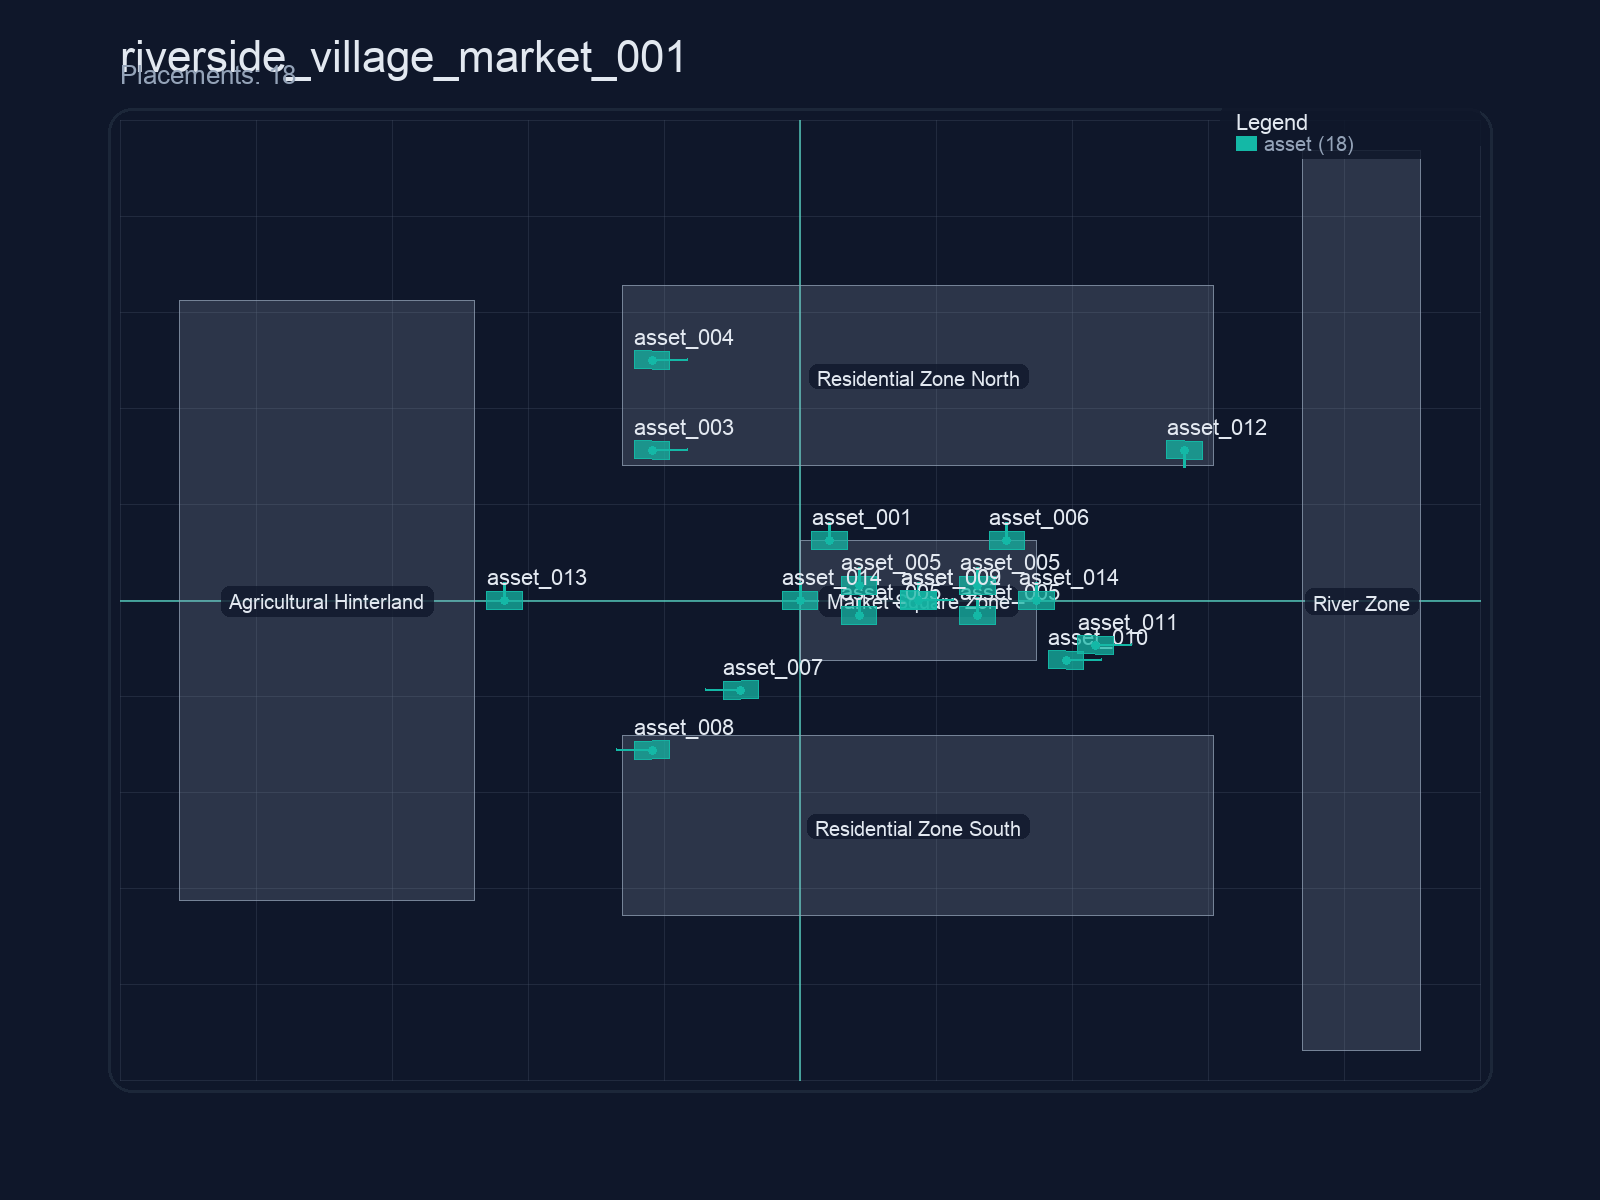 riverside_village_market_001
Placements: 18
Legend
asset (18)
asset_004
Residential Zone North
asset_003
asset_012
asset_001
asset_006
asset_005
asset_005
asset_013
asset_014
asset_009
asset_014
asset_005
asset_005
Agricultural Hinterland
Market Square Zone
River Zone
asset_011
asset_010
asset_007
asset_008
Residential Zone South